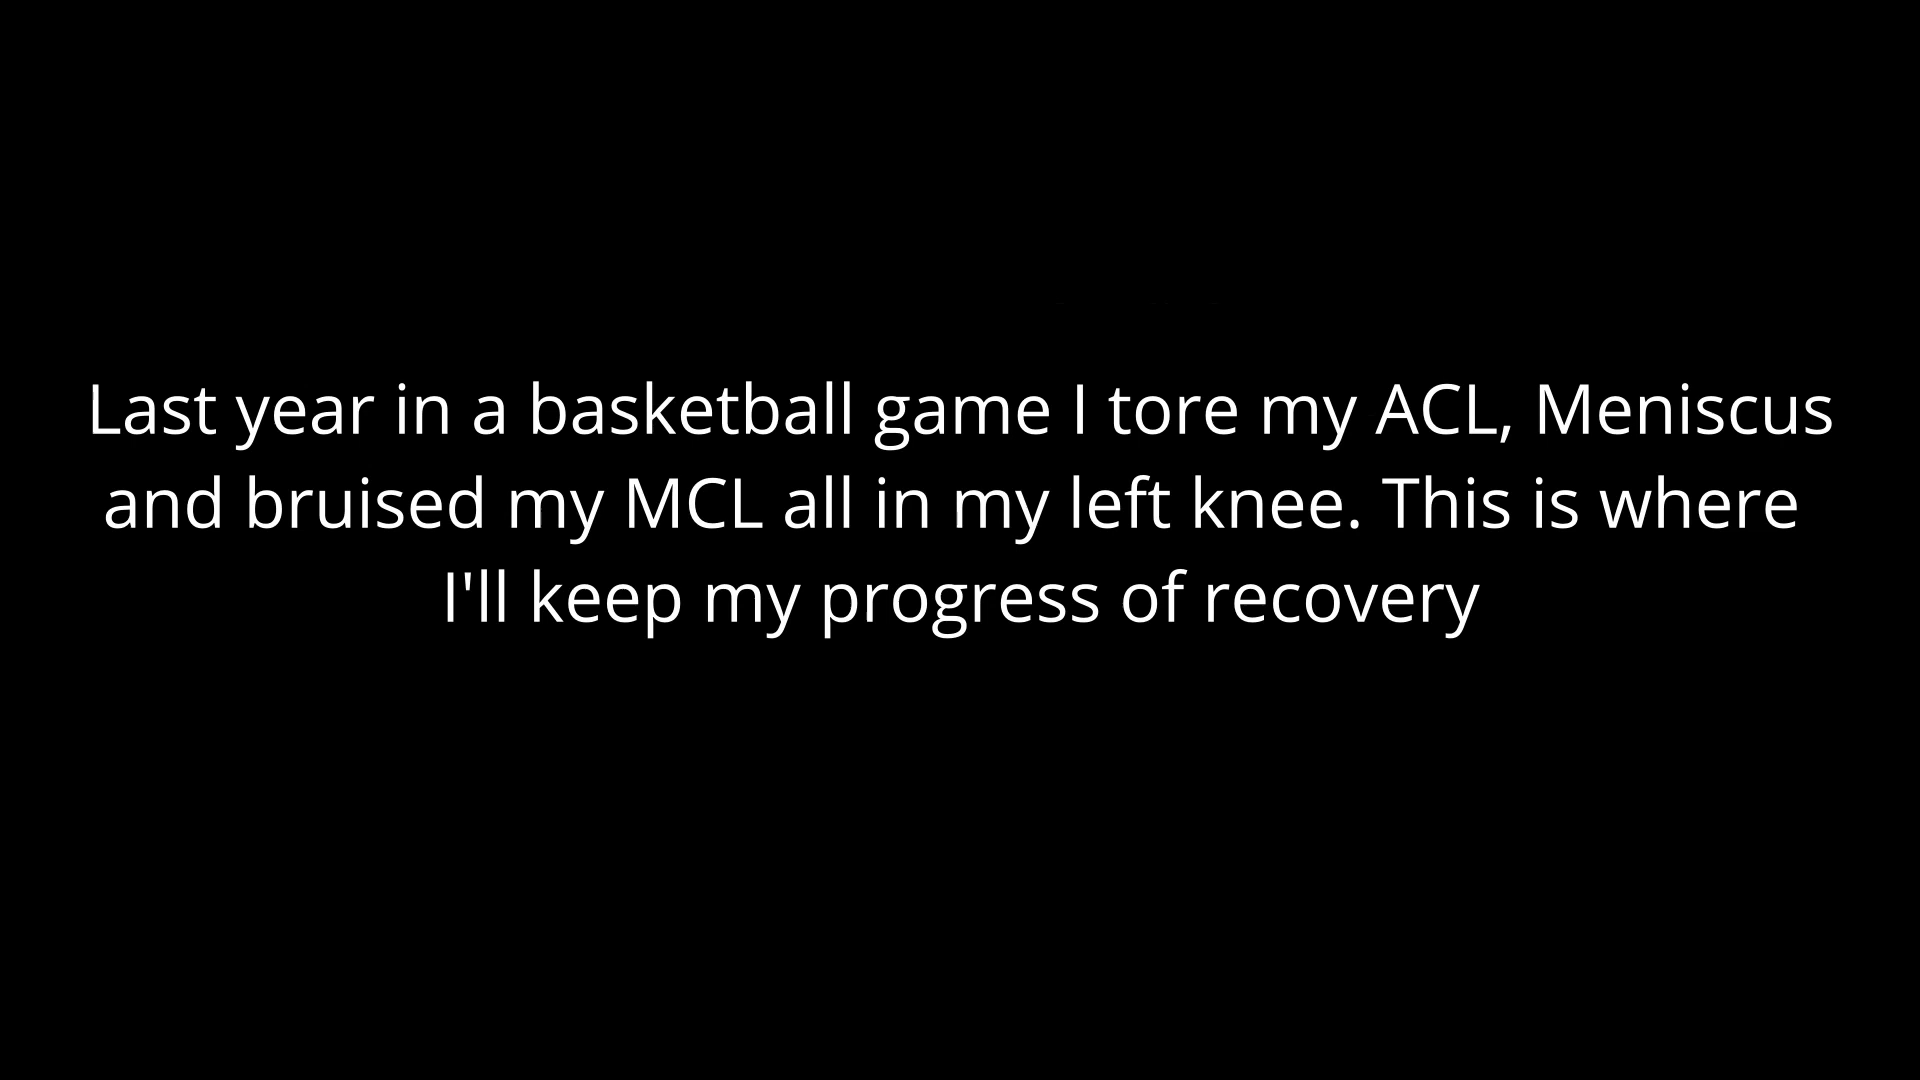 Last year in a basketball game I tore my ACL, Meniscus
and bruised my MCL all in my left knee. This is where
I'll keep my progress of recovery